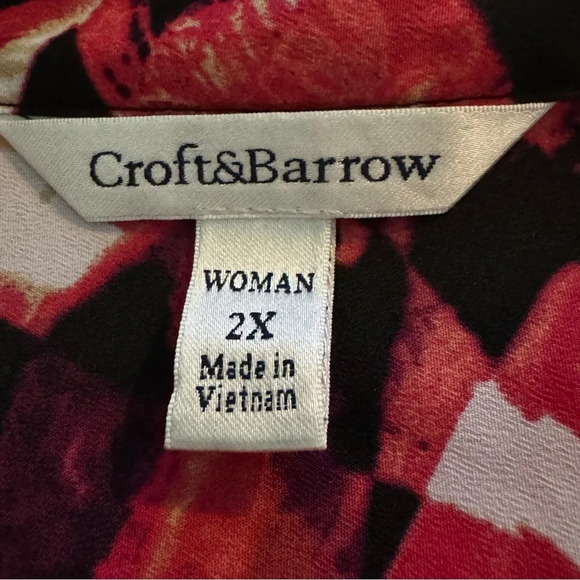 Croft&Barrow
WOMAN
2X
Made in
Vietnam